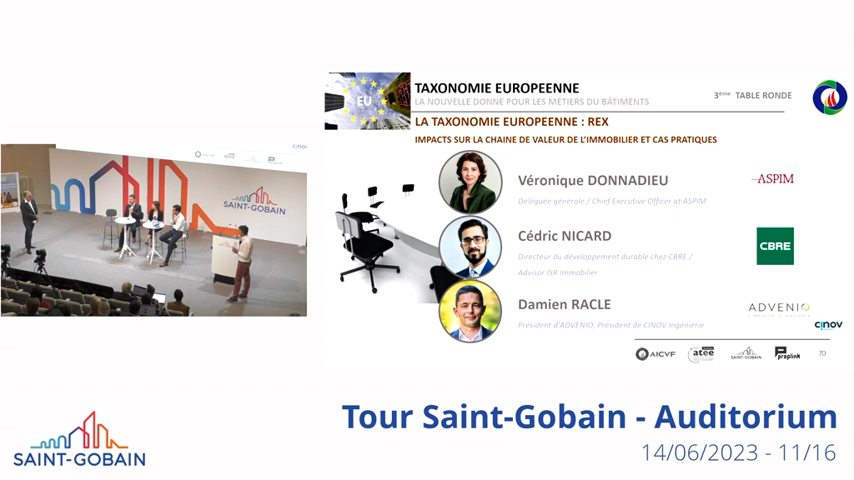 EU
TAXONOMIE EUROPEENNE
LA NOUVELLE DONNE POUR LES MÉTIERS DU BÂTIMENTS
3ème TABLE RONDE
LA TAXONOMIE EUROPEENNE : REX
IMPACTS SUR LA CHAINE DE VALEUR DE L'IMMOBILIER ET CAS PRATIQUES
Véronique DONNADIEU
Déléguée générale / Chief Executive Officer at ASPIM
ASPIM
Cédric NICARD
Directeur du développement durable chez CBRE /
Advisor ISR Immobilier
CBRE
Damien RACLE
Président d'ADVENIO, Président de CINOV Ingénierie
ADVENIO
cinov
AICVF
atee
SAINT-GOBAIN
proplink
70
cinov
SAINT-GOBAIN
Tour Saint-Gobain - Auditorium
14/06/2023 - 11/16
SAINT-GOBAIN